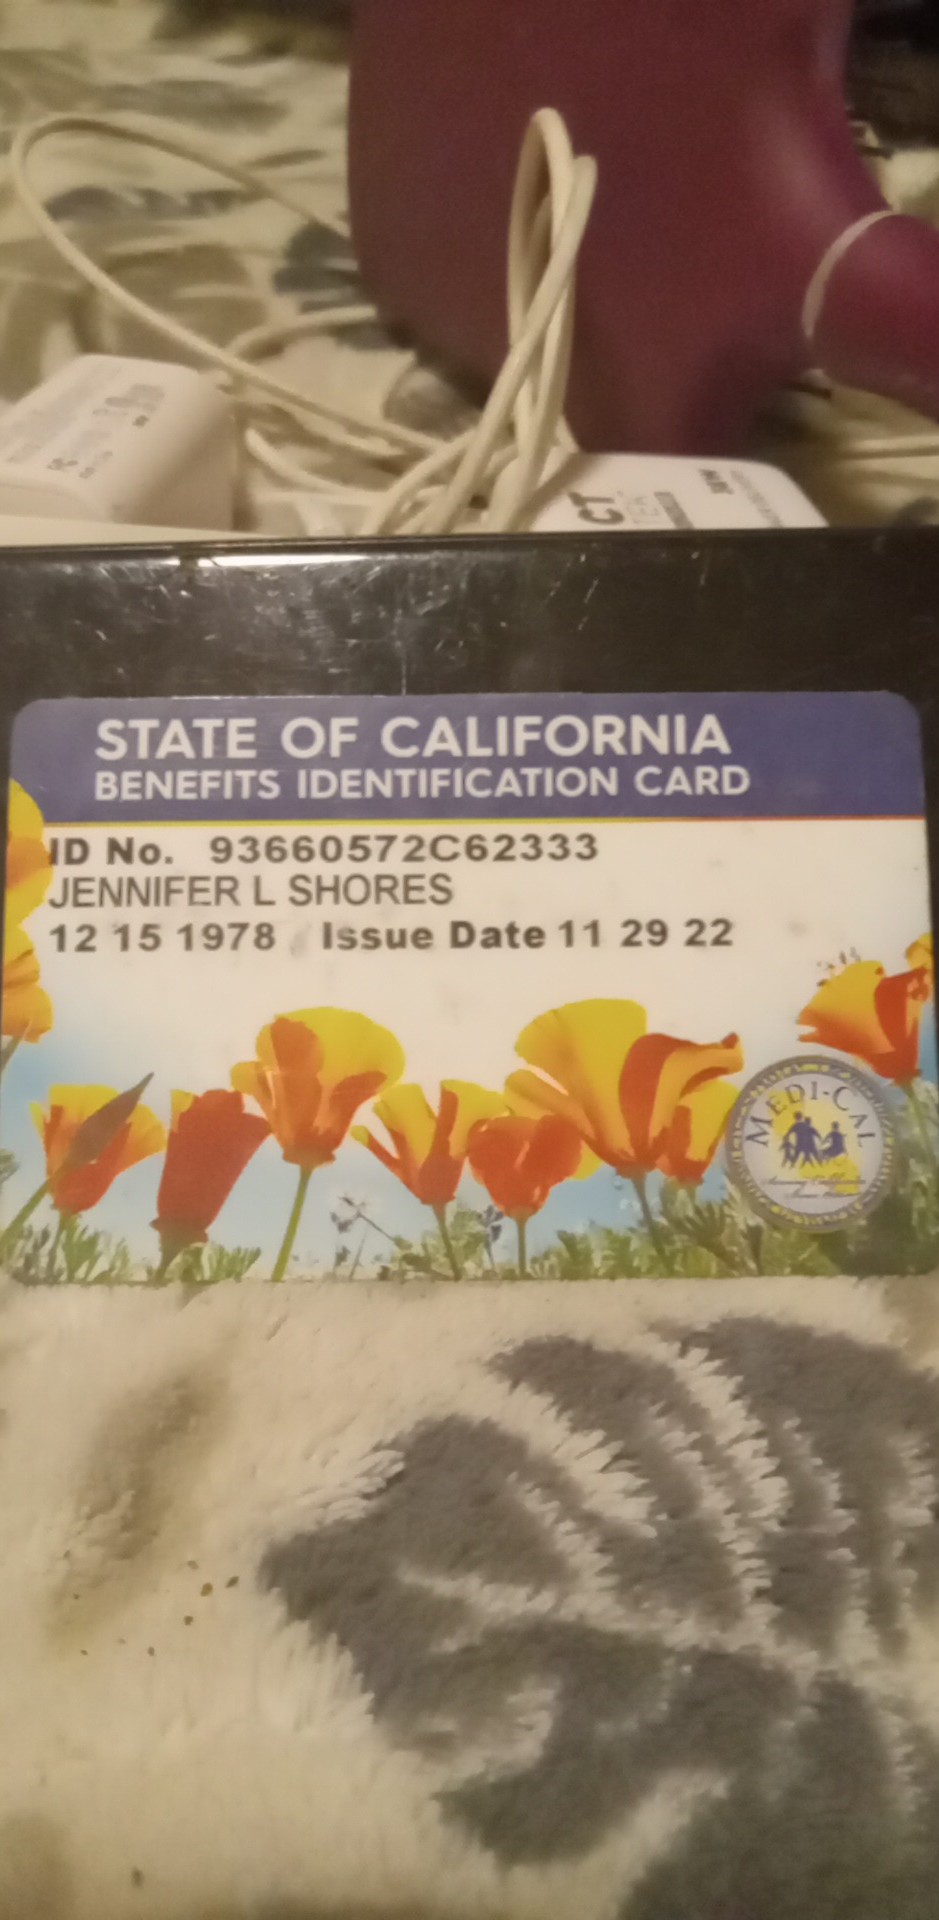 CT
STATE OF CALIFORNIA
BENEFITS IDENTIFICATION CARD
ID No. 93660572C62333
JENNIFER L SHORES
12 15 1978 Issue Date 11 29 22
MEDI-CAL